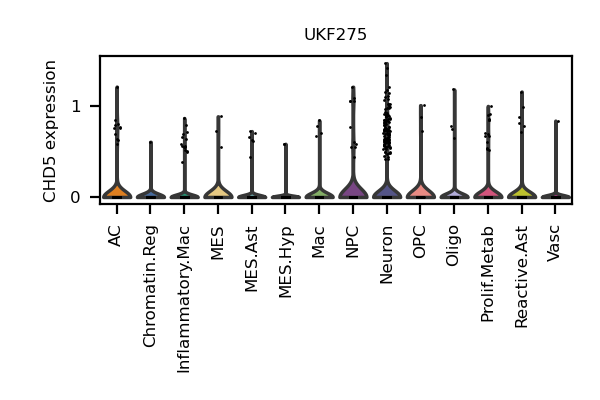 UKF275
CHD5 expression
1
0
AC
Chromatin.Reg
Inflammatory.Mac
MES
MES.Ast
MES.Hyp
Mac
NPC
Neuron
OPC
Oligo
Prolif.Metab
Reactive.Ast
Vasc